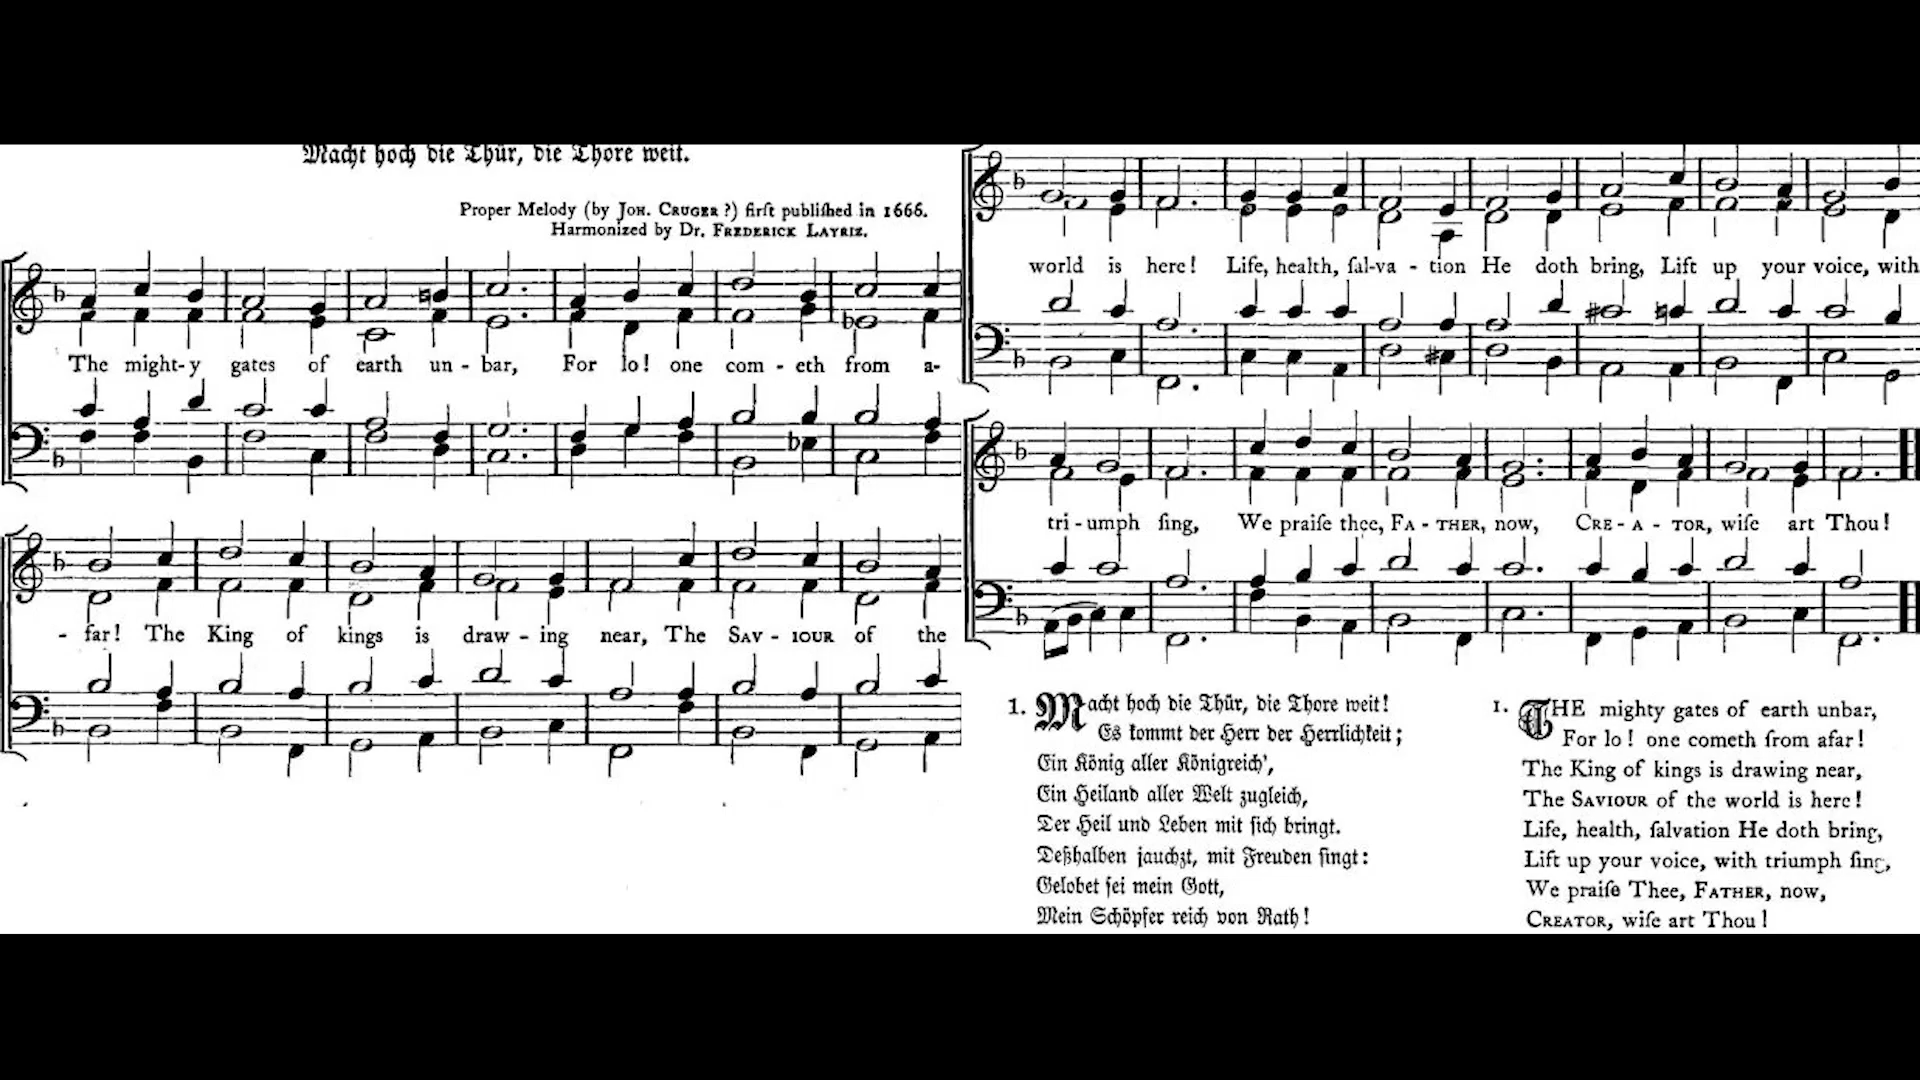 Macht hoch die Thür, die Thore weit.
Proper Melody (by Joh. Cruger ?) firſt publiſhed in 1666.
Harmonized by Dr. Frederick Layriz.
The might-y gates of earth un - bar, For lo! one com - eth from a-
- far! The King of kings is draw - ing near, The Sav - iour of the
world is here! Life, health, ſal-va - tion He doth bring, Lift up your voice, with
tri - umph ſing, We praiſe thee, Fa - ther, now, Cre - a - tor, wiſe art Thou!
1. Macht hoch die Thür, die Thore weit!
Es kommt der Herr der Herrlichkeit;
Ein König aller Königreich',
Ein Heiland aller Welt zugleich,
Der Heil und Leben mit ſich bringt.
Deßhalben jauchzt, mit Freuden ſingt:
Gelobet ſei mein Gott,
Mein Schöpfer reich von Rath!
1. THE mighty gates of earth unbar,
For lo! one cometh from afar!
The King of kings is drawing near,
The Saviour of the world is here!
Life, health, ſalvation He doth bring,
Lift up your voice, with triumph ſing,
We praiſe Thee, Father, now,
Creator, wiſe art Thou!